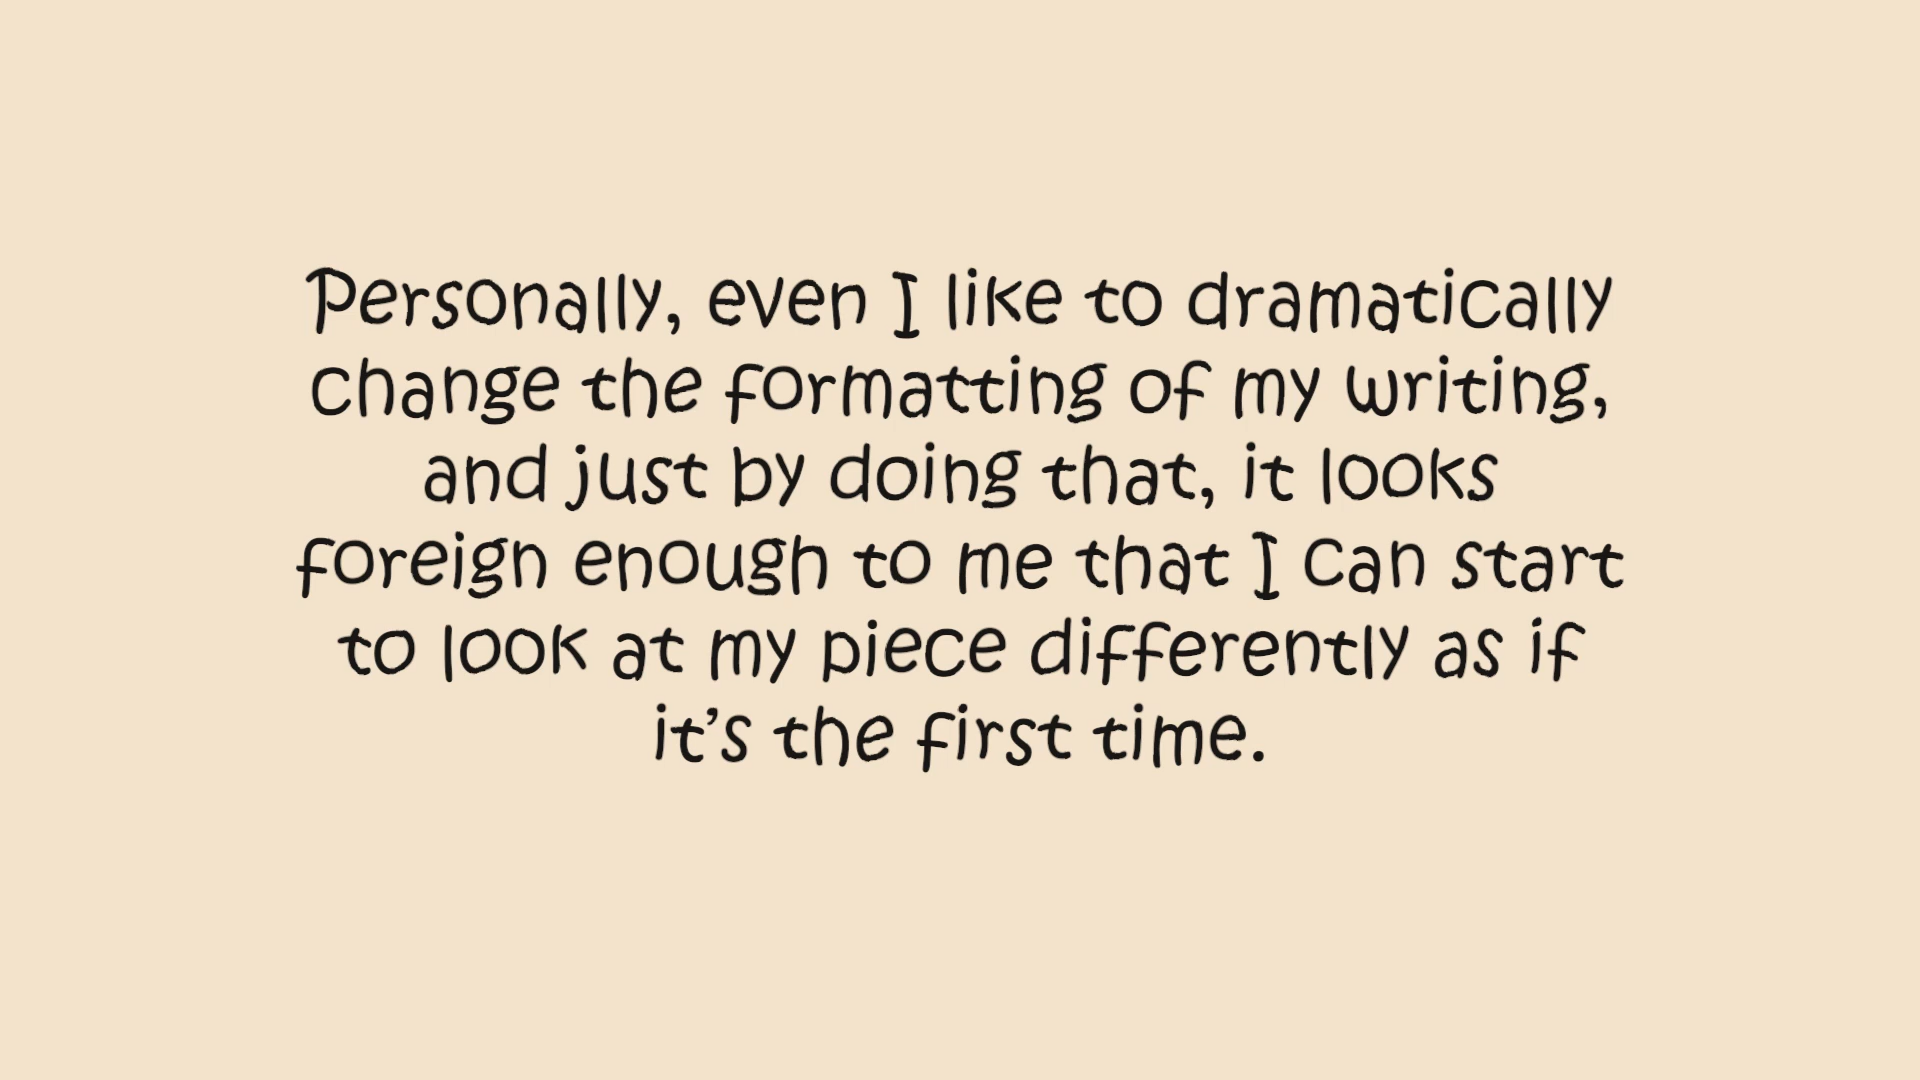 Personally, even I like to dramatically
change the formatting of my writing,
and just by doing that, it looks
foreign enough to me that I can start
to look at my piece differently as if
it’s the first time.